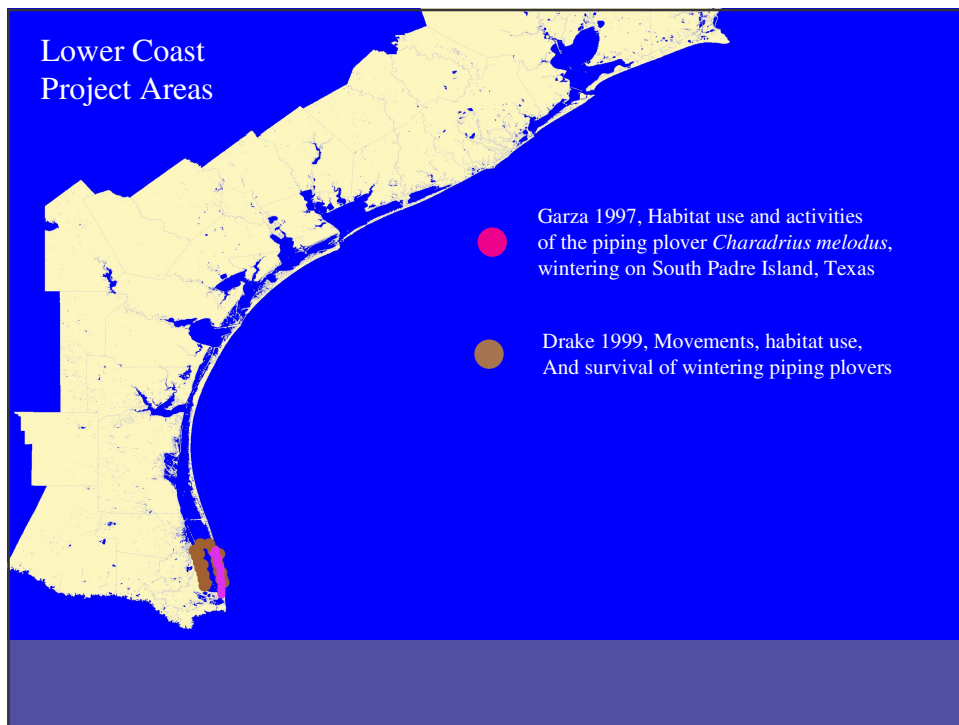 Lower Coast
Project Areas
Garza 1997, Habitat use and activities
of the piping plover Charadrius melodus,
wintering on South Padre Island, Texas
Drake 1999, Movements, habitat use,
And survival of wintering piping plovers